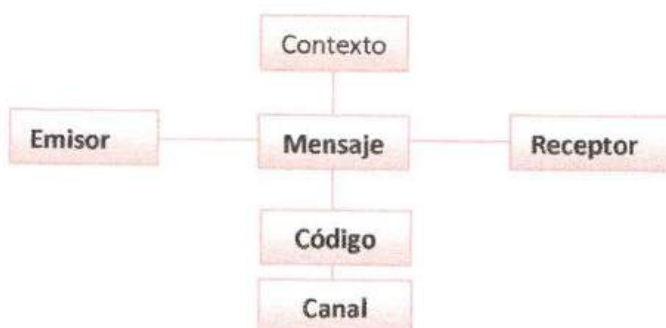 Contexto
Emisor
Mensaje
Receptor
Código
Canal